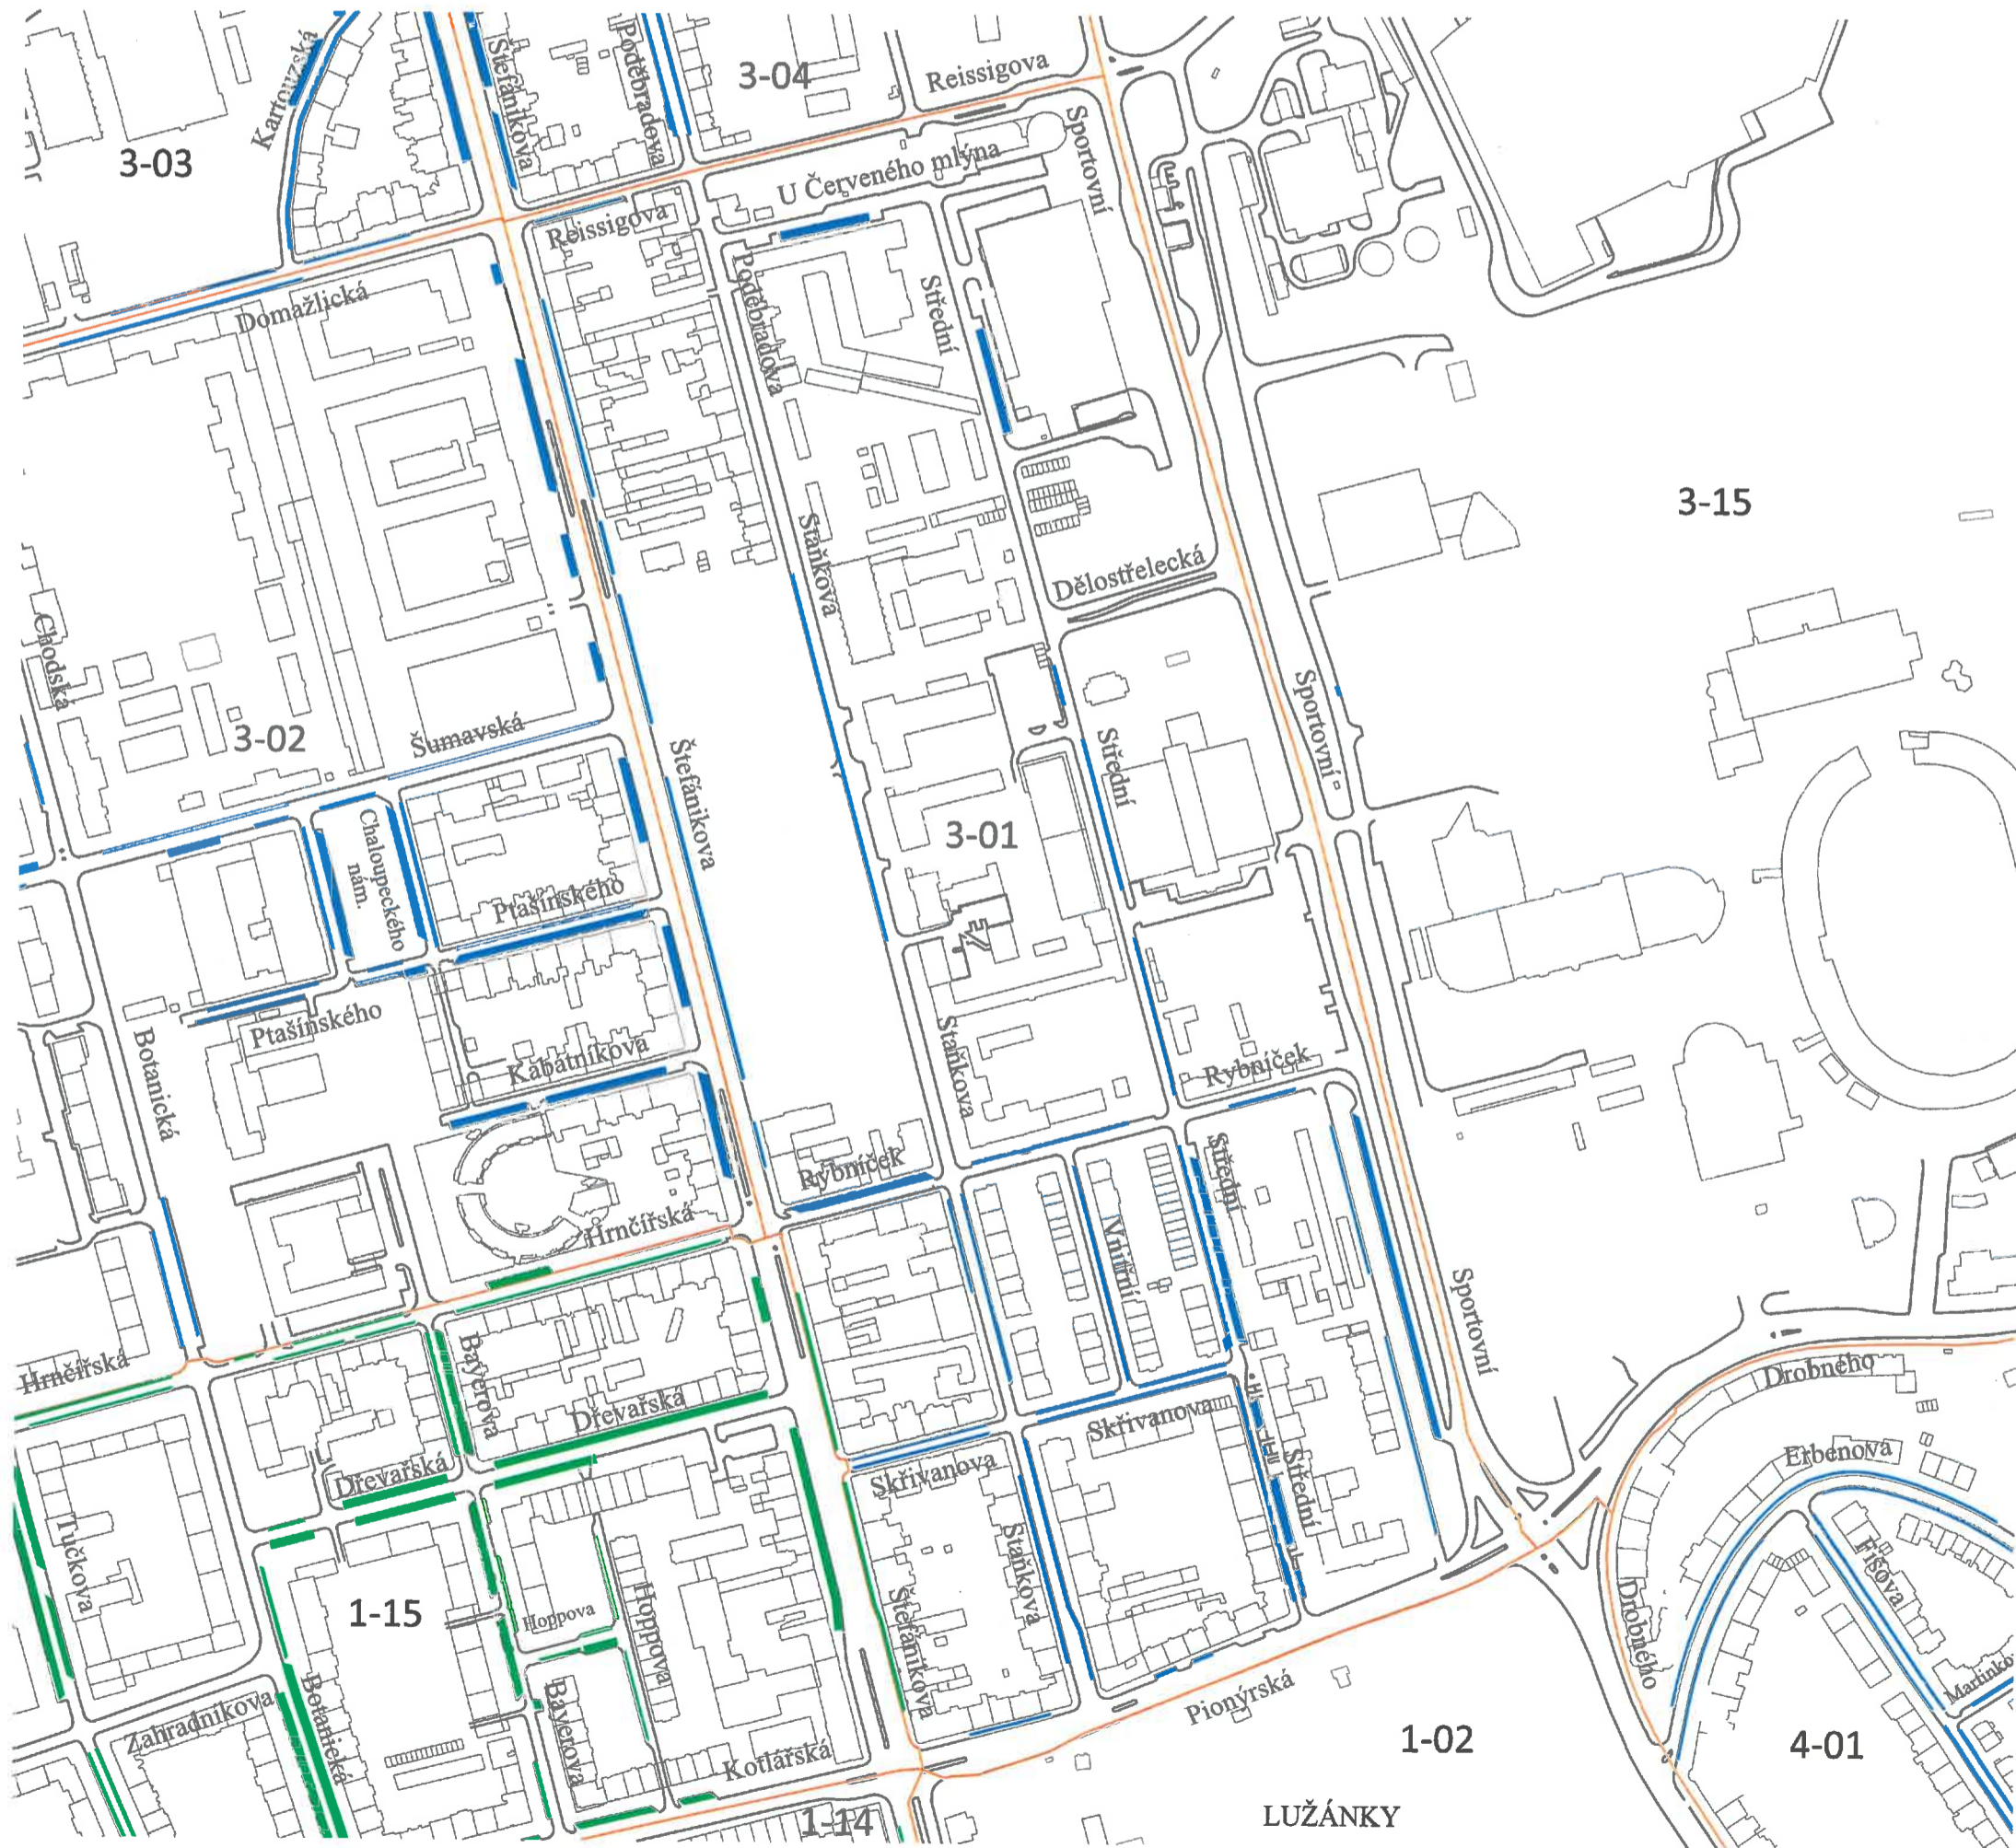 Kartouzská
Štefánikova
Poděbradova
3-04
Reissigova
3-03
Sportovní
U Červeného mlýna
Reissigova
Domažlická
Poděbradova
Střední
3-15
Staňkova
Dělostřelecká
Chodská
3-02
Šumavská
Štefánikova
Sportovní
Střední
Chaloupeckého
nám.
3-01
Ptašínského
Ptašínského
Botanická
Kabátníkova
Staňkova
Rybníček
Rybníček
Střední
Hrnčířská
Vnitřní
Hrnčířská
Bayerova
Sportovní
Drobného
Dřevařská
Skřivanova
Erbenova
Dřevařská
Skřivanova
Střední
Tučkova
Staňkova
Fišova
1-15
Hoppova
Hoppova
Štefánikova
Drobného
Zahradníkova
Botanická
Bayerova
Martinko
Pionýrská
Kotlářská
1-02
4-01
1-14
LUŽÁNKY